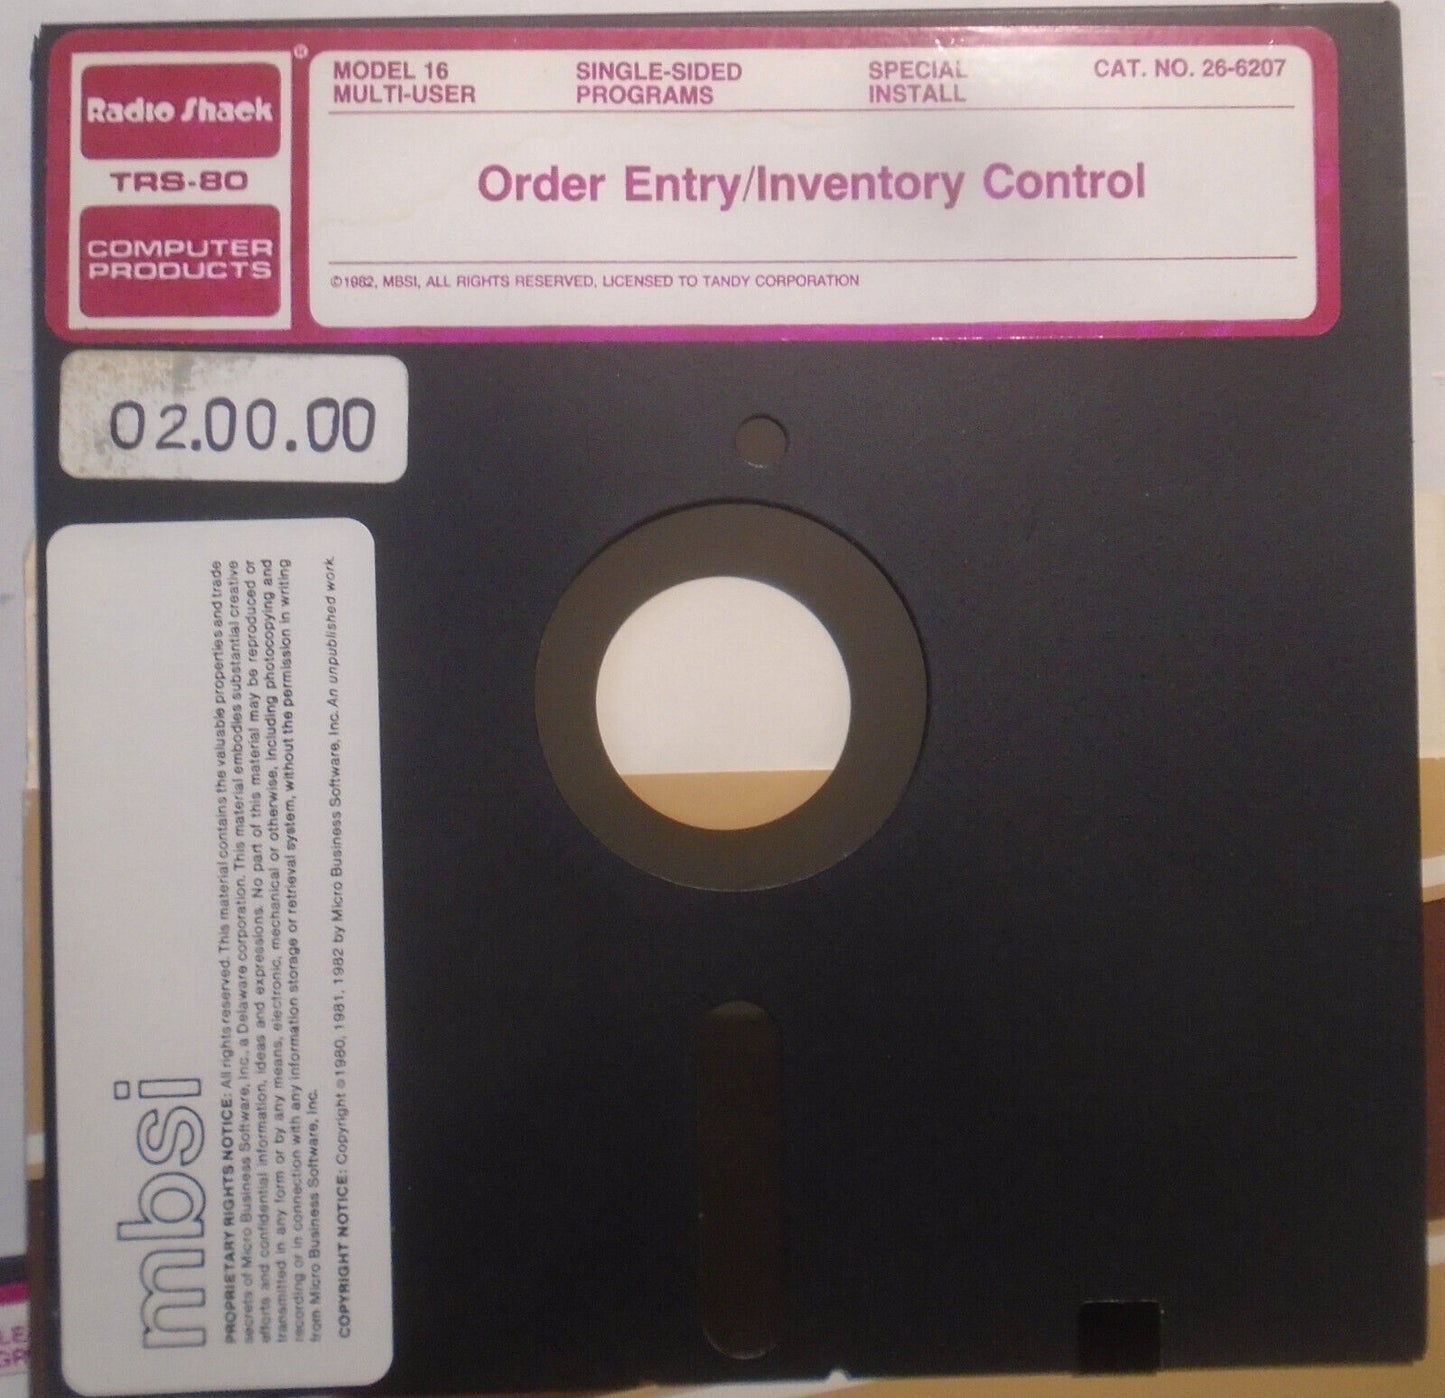 Radio Shack
®
TRS-80
COMPUTER
PRODUCTS
MODEL 16
MULTI-USER
SINGLE-SIDED
PROGRAMS
SPECIAL
INSTALL
CAT. NO. 26-6207
Order Entry/Inventory Control
©1982, MBSI, ALL RIGHTS RESERVED, LICENSED TO TANDY CORPORATION
02.00.00
mbsi
PROPRIETARY RIGHTS NOTICE: All rights reserved. This material contains the valuable properties and trade
secrets of Micro Business Software, Inc., a Delaware corporation. This material embodies substantial creative
efforts and confidential information, ideas and expressions. No part of this material may be reproduced or
transmitted in any form or by any means, electronic, mechanical or otherwise, including photocopying and
recording or in connection with any information storage or retrieval system, without the permission in writing
from Micro Business Software, Inc.
COPYRIGHT NOTICE: Copyright ©1980, 1981, 1982 by Micro Business Software, Inc. An unpublished work.